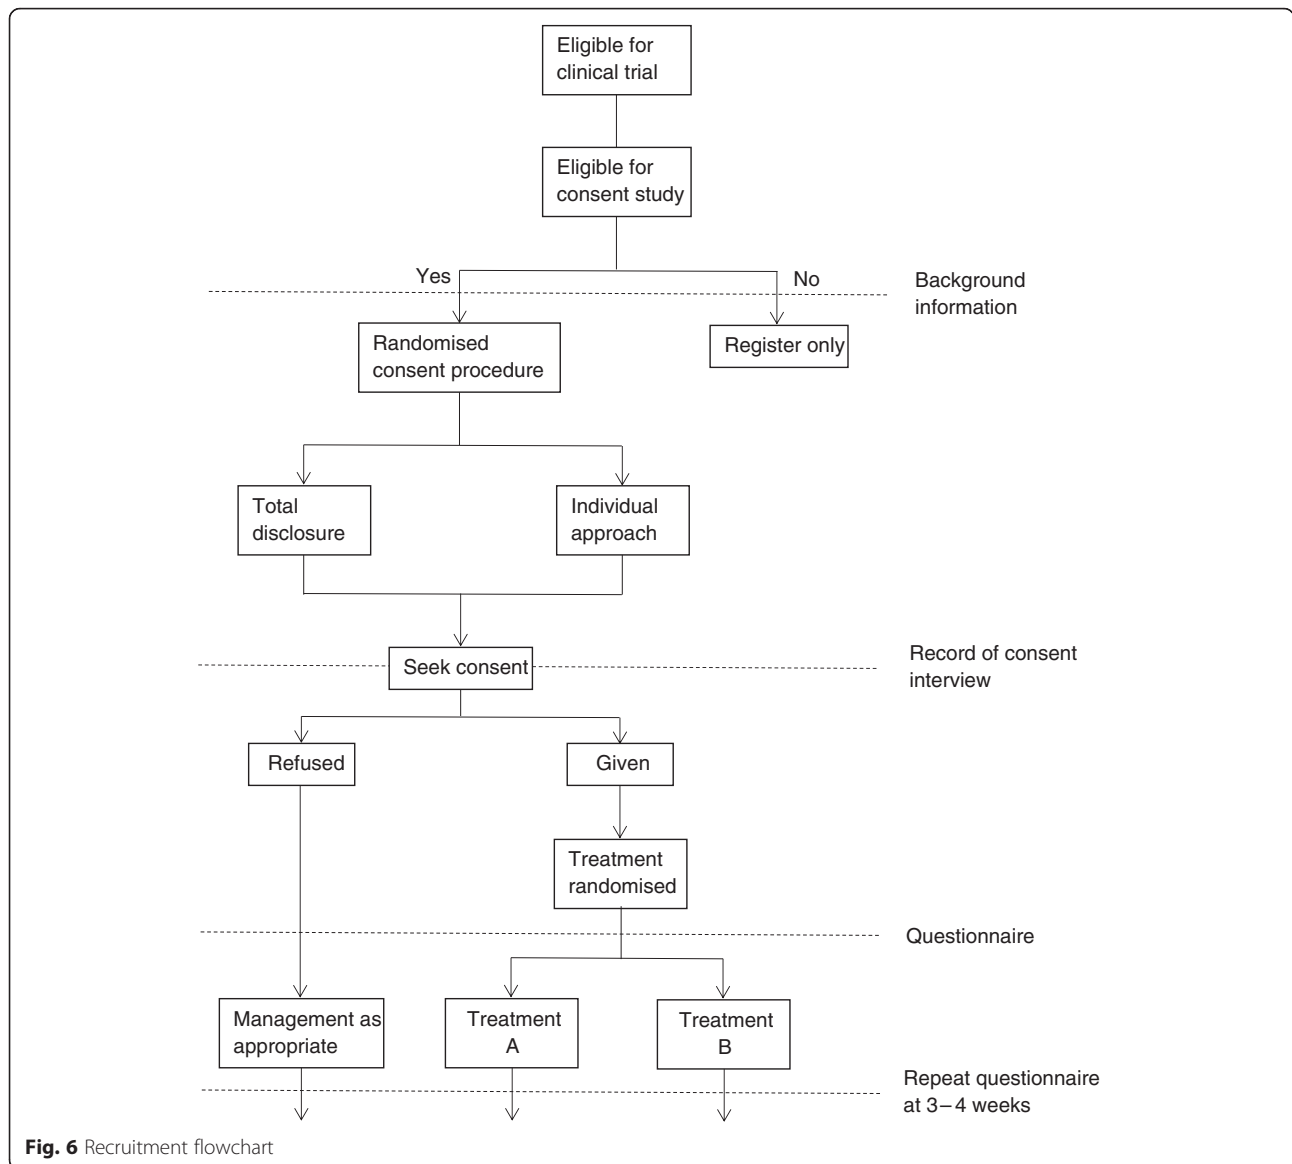 Eligible for
clinical trial
Eligible for
consent study
Yes
No
Background
information
Randomised
consent procedure
Register only
Total
disclosure
Individual
approach
Seek consent
Record of consent
interview
Refused
Given
Treatment
randomised
Questionnaire
Management as
appropriate
Treatment
A
Treatment
B
Repeat questionnaire
at 3–4 weeks
Fig. 6 Recruitment flowchart